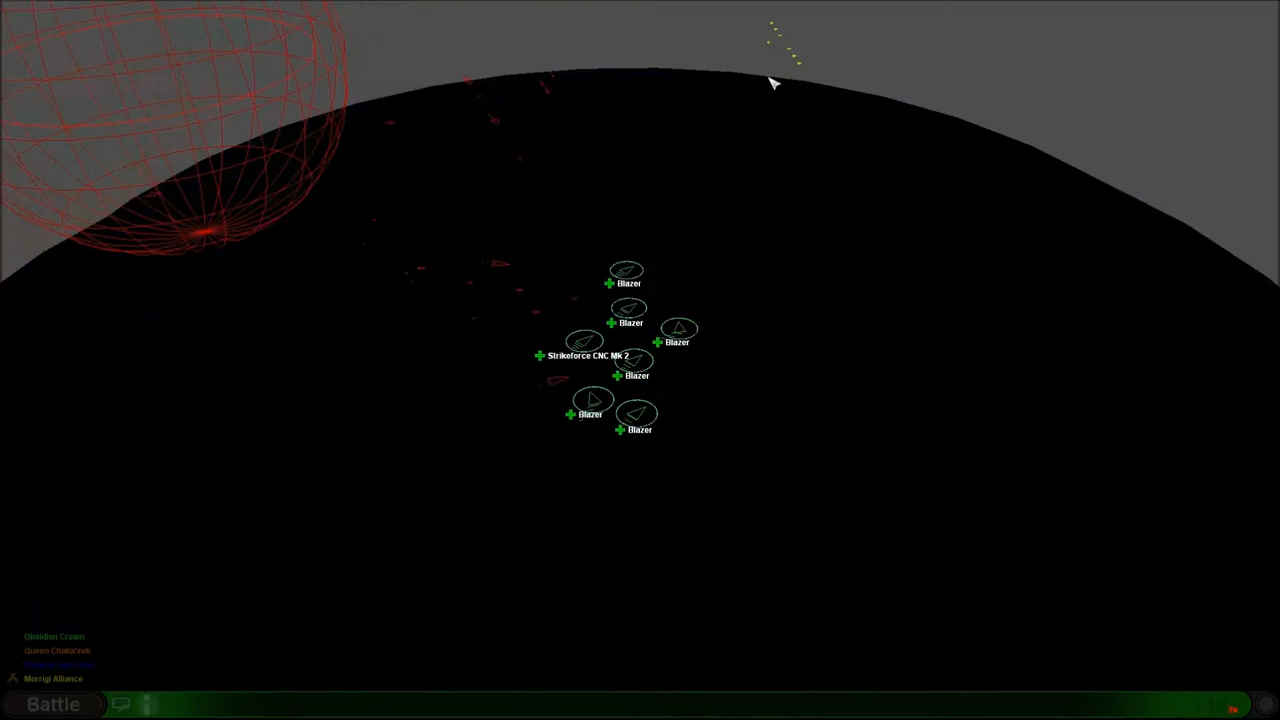 Blazer
Blazer
Blazer
Strikeforce CNC Mk 2
Blazer
Blazer
Blazer
Obsidian Crown
Queen Chaka'zek
Morrigi Alliance
Battle